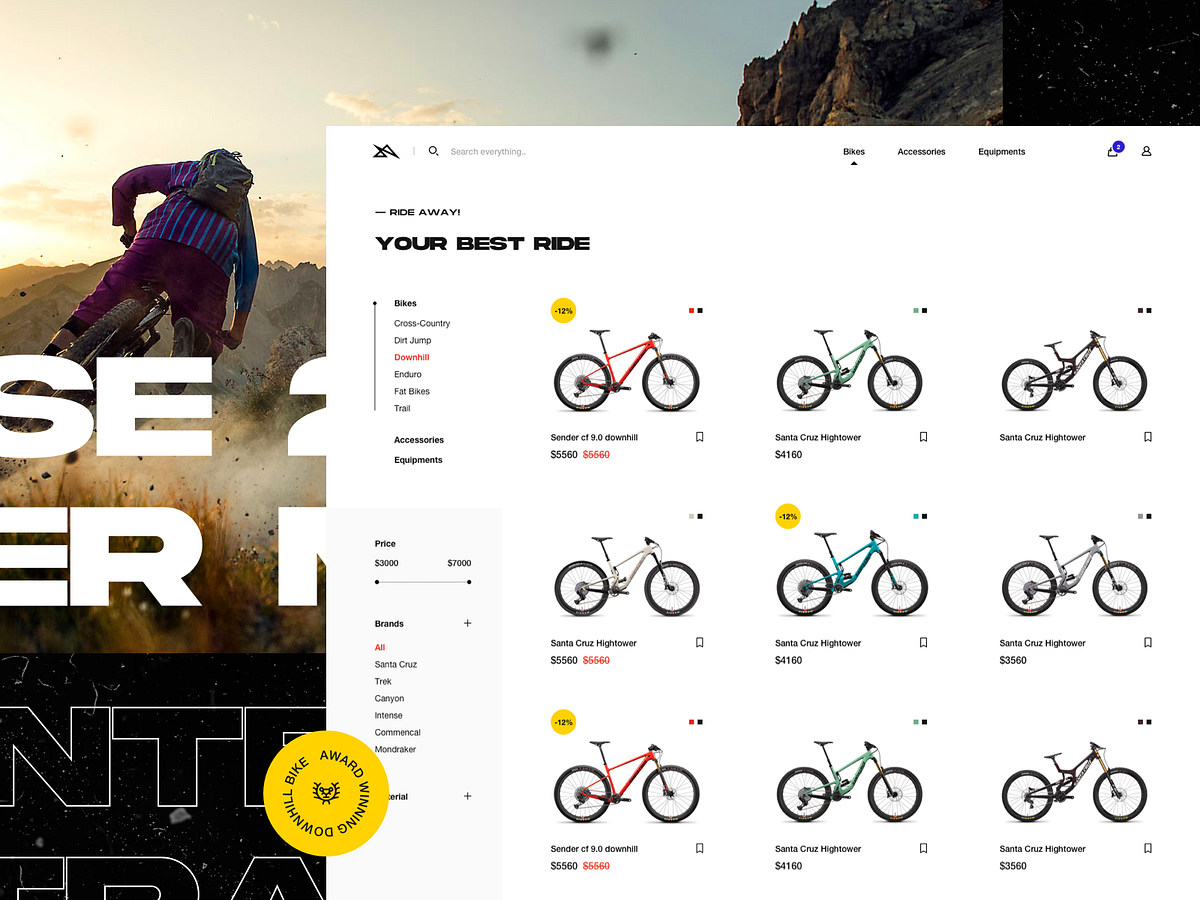 Search everything..
Bikes
Accessories
Equipments
2
— RIDE AWAY!
YOUR BEST RIDE
Bikes
Cross-Country
Dirt Jump
Downhill
Enduro
Fat Bikes
Trail
Accessories
Equipments
Price
$3000 $7000
Brands +
All
Santa Cruz
Trek
Canyon
Intense
Commencal
Mondraker
erial +
-12%
Sender cf 9.0 downhill
$5560 $5560
Santa Cruz Hightower
$4160
Santa Cruz Hightower
Santa Cruz Hightower
$5560 $5560
-12%
Santa Cruz Hightower
$4160
Santa Cruz Hightower
$3560
-12%
Sender cf 9.0 downhill
$5560 $5560
Santa Cruz Hightower
$4160
Santa Cruz Hightower
$3560
SE 2
ER
NTE
TRA
AWARD WINNING DOWNHILL BIKE